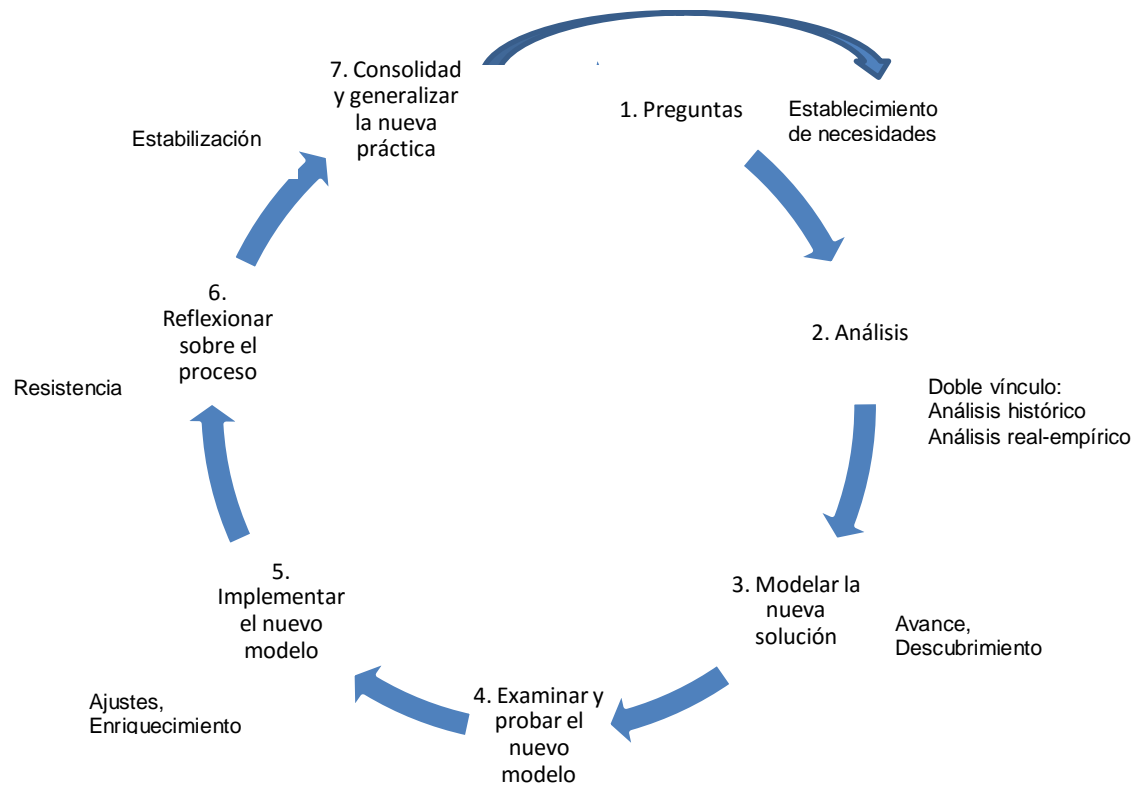 1. Preguntas
Establecimiento
de necesidades
2. Análisis
Doble vínculo:
Análisis histórico
Análisis real-empírico
3. Modelar la
nueva
solución
Avance,
Descubrimiento
4. Examinar y
probar el
nuevo
modelo
5.
Implementar
el nuevo
modelo
Ajustes,
Enriquecimiento
6.
Reflexionar
sobre el
proceso
Resistencia
7. Consolidad
y generalizar
la nueva
práctica
Estabilización